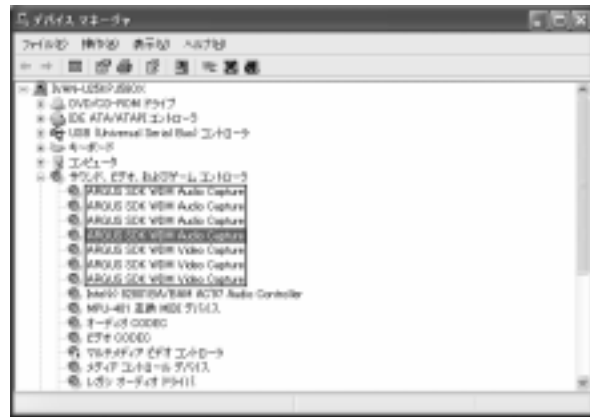 デバイス マネージャ
ファイル(F) 操作(A) 表示(V) ヘルプ(H)
DVD/CD-ROM ドライブ
IDE ATA/ATAPI コントローラ
USB (Universal Serial Bus) コントローラ
キーボード
コンピュータ
サウンド、ビデオ、およびゲーム コントローラ
ARGUS SDK WDM Audio Capture
ARGUS SDK WDM Audio Capture
ARGUS SDK WDM Audio Capture
ARGUS SDK WDM Audio Capture
ARGUS SDK WDM Video Capture
ARGUS SDK WDM Video Capture
ARGUS SDK WDM Video Capture
ARGUS SDK WDM Video Capture
Intel(r) 82801BA/BAM AC'97 Audio Controller
MPU-401 互換 MIDI デバイス
オーディオ CODEC
ビデオ CODEC
マルチメディア ビデオ コントローラ
メディア コントロール デバイス
レガシ オーディオ ドライバ